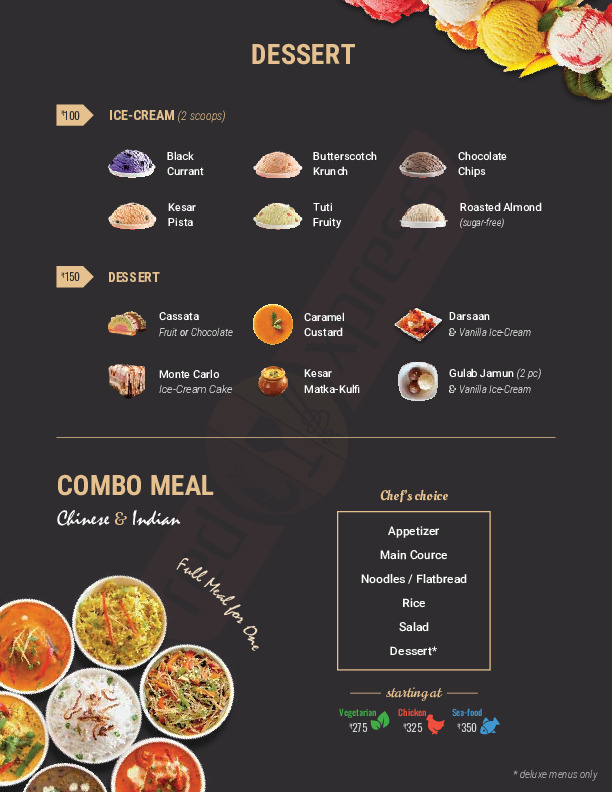 DESSERT
₹100
ICE-CREAM (2 scoops)
Black
Currant
Butterscotch
Krunch
Chocolate
Chips
Kesar
Pista
Tuti
Fruity
Roasted Almond
(sugar-free)
₹150
DESSERT
Cassata
Fruit or Chocolate
Caramel
Custard
Darsaan
& Vanilla Ice-Cream
Monte Carlo
Ice-Cream Cake
Kesar
Matka-Kulfi
Gulab Jamun (2 pc)
& Vanilla Ice-Cream
COMBO MEAL
Chinese & Indian
Full Meal for One
Chef's choice
Appetizer
Main Cource
Noodles / Flatbread
Rice
Salad
Dessert*
starting at
Vegetarian
₹275
Chicken
₹325
Sea-food
₹350
* deluxe menus only